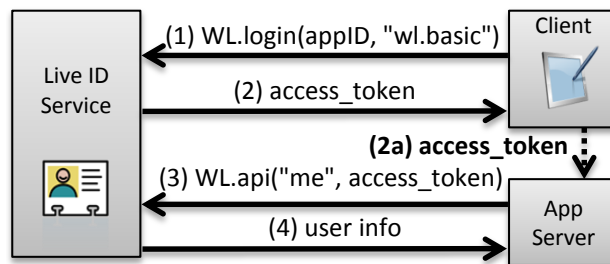 (1) WL.login(appID, "wl.basic")
Client
Live ID
Service
(2) access_token
(2a) access_token
(3) WL.api("me", access_token)
(4) user info
App
Server